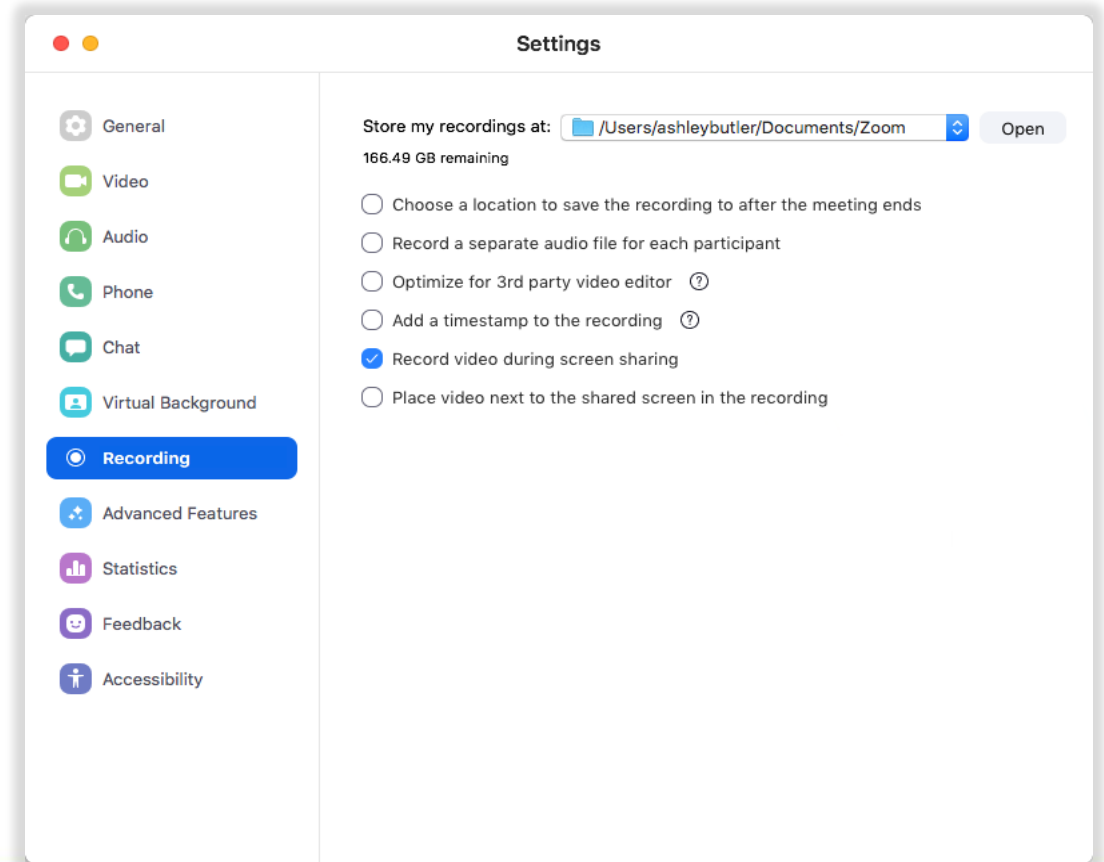 Settings
General
Video
Audio
Phone
Chat
Virtual Background
Recording
Advanced Features
Statistics
Feedback
Accessibility
Store my recordings at: /Users/ashleybutler/Documents/Zoom Open
166.49 GB remaining
Choose a location to save the recording to after the meeting ends
Record a separate audio file for each participant
Optimize for 3rd party video editor ?
Add a timestamp to the recording ?
Record video during screen sharing
Place video next to the shared screen in the recording